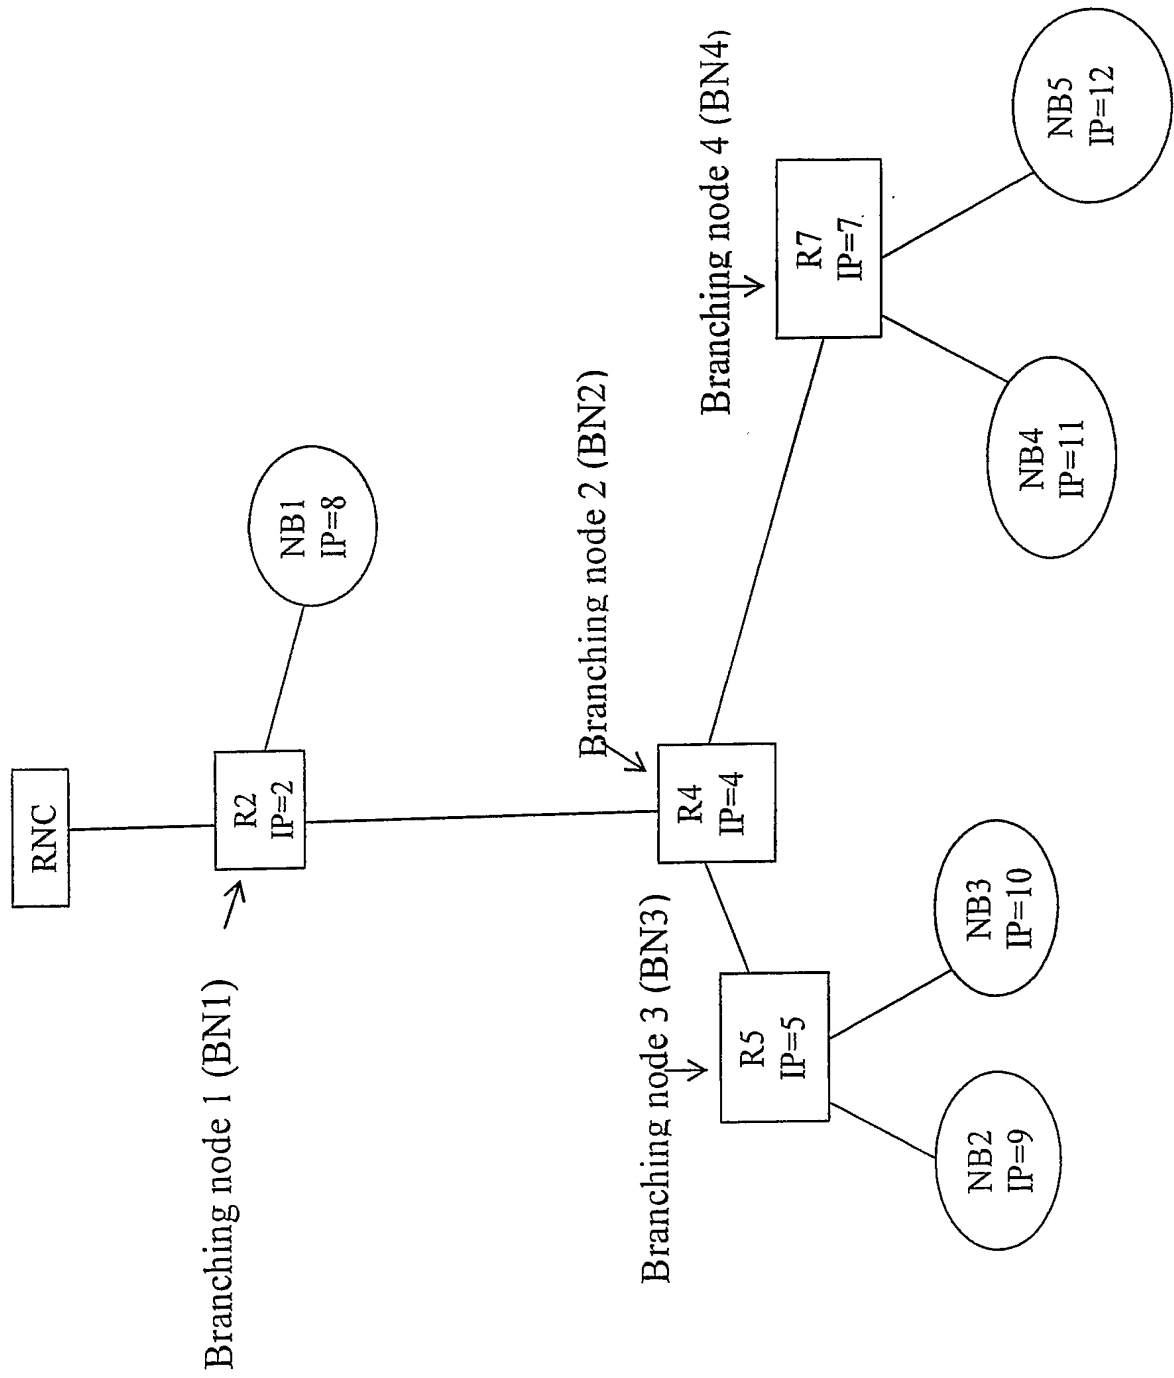 RNC
Branching node 1 (BN1)
R2
IP=2
NB1
IP=8
Branching node 2 (BN2)
R4
IP=4
Branching node 3 (BN3)
R5
IP=5
Branching node 4 (BN4)
R7
IP=7
NB2
IP=9
NB3
IP=10
NB4
IP=11
NB5
IP=12